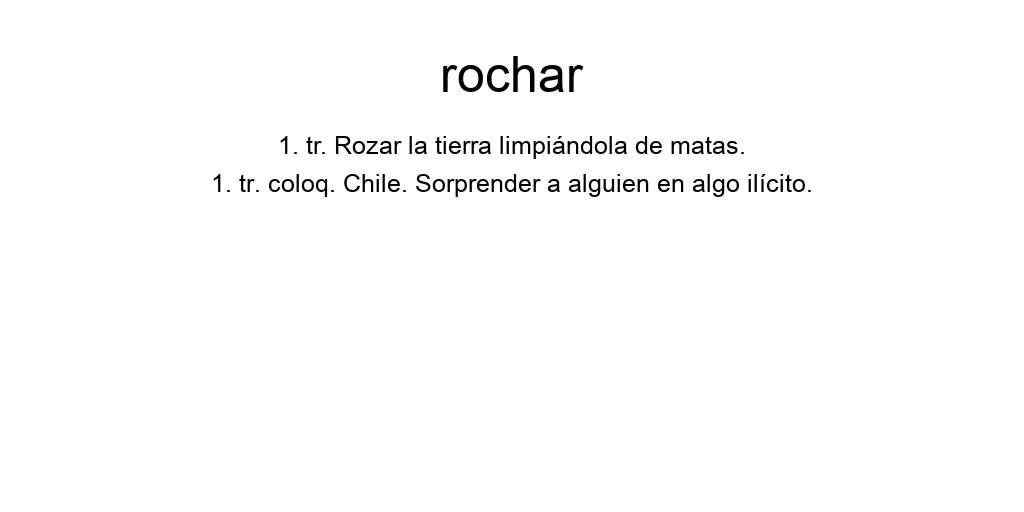 rochar
1. tr. Rozar la tierra limpiándola de matas.
1. tr. coloq. Chile. Sorprender a alguien en algo ilícito.